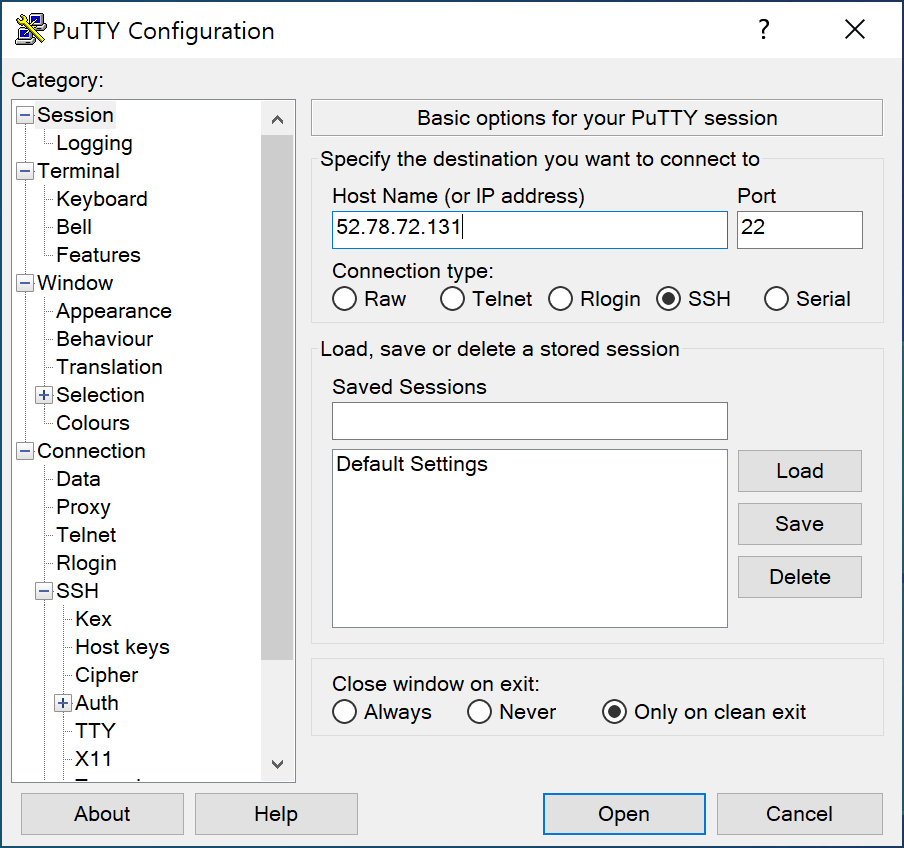 PuTTY Configuration
?
Category:
Session
Logging
Terminal
Keyboard
Bell
Features
Window
Appearance
Behaviour
Translation
Selection
Colours
Connection
Data
Proxy
Telnet
Rlogin
SSH
Kex
Host keys
Cipher
Auth
TTY
X11
Basic options for your PuTTY session
Specify the destination you want to connect to
Host Name (or IP address) Port
52.78.72.131 22
Connection type:
Raw Telnet Rlogin SSH Serial
Load, save or delete a stored session
Saved Sessions
Default Settings
Load
Save
Delete
Close window on exit:
Always Never Only on clean exit
About Help Open Cancel